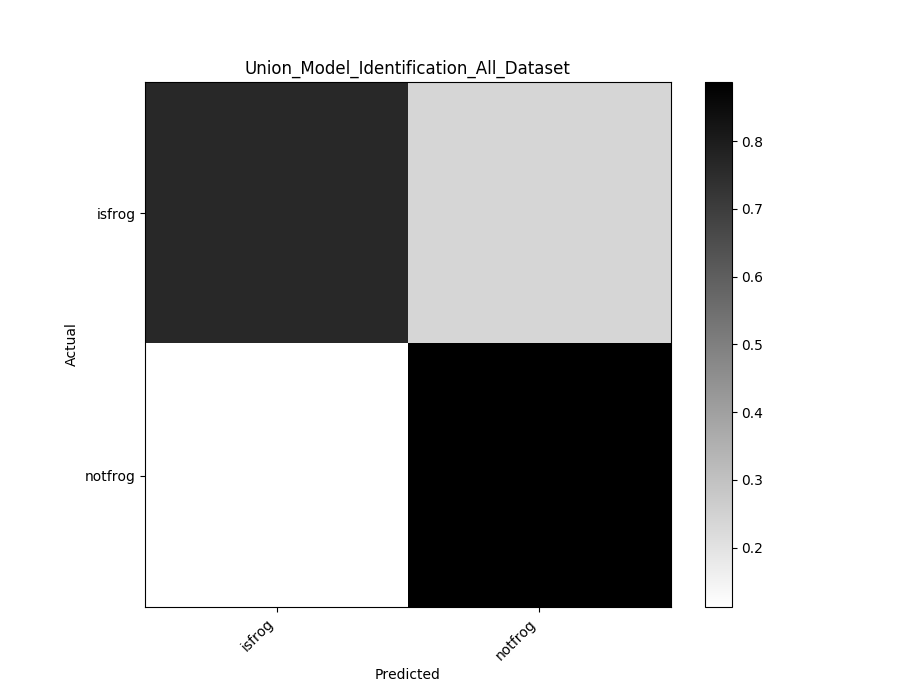 Union_Model_Identification_All_Dataset
isfrog
notfrog
Actual
isfrog
notfrog
Predicted
0.8
0.7
0.6
0.5
0.4
0.3
0.2